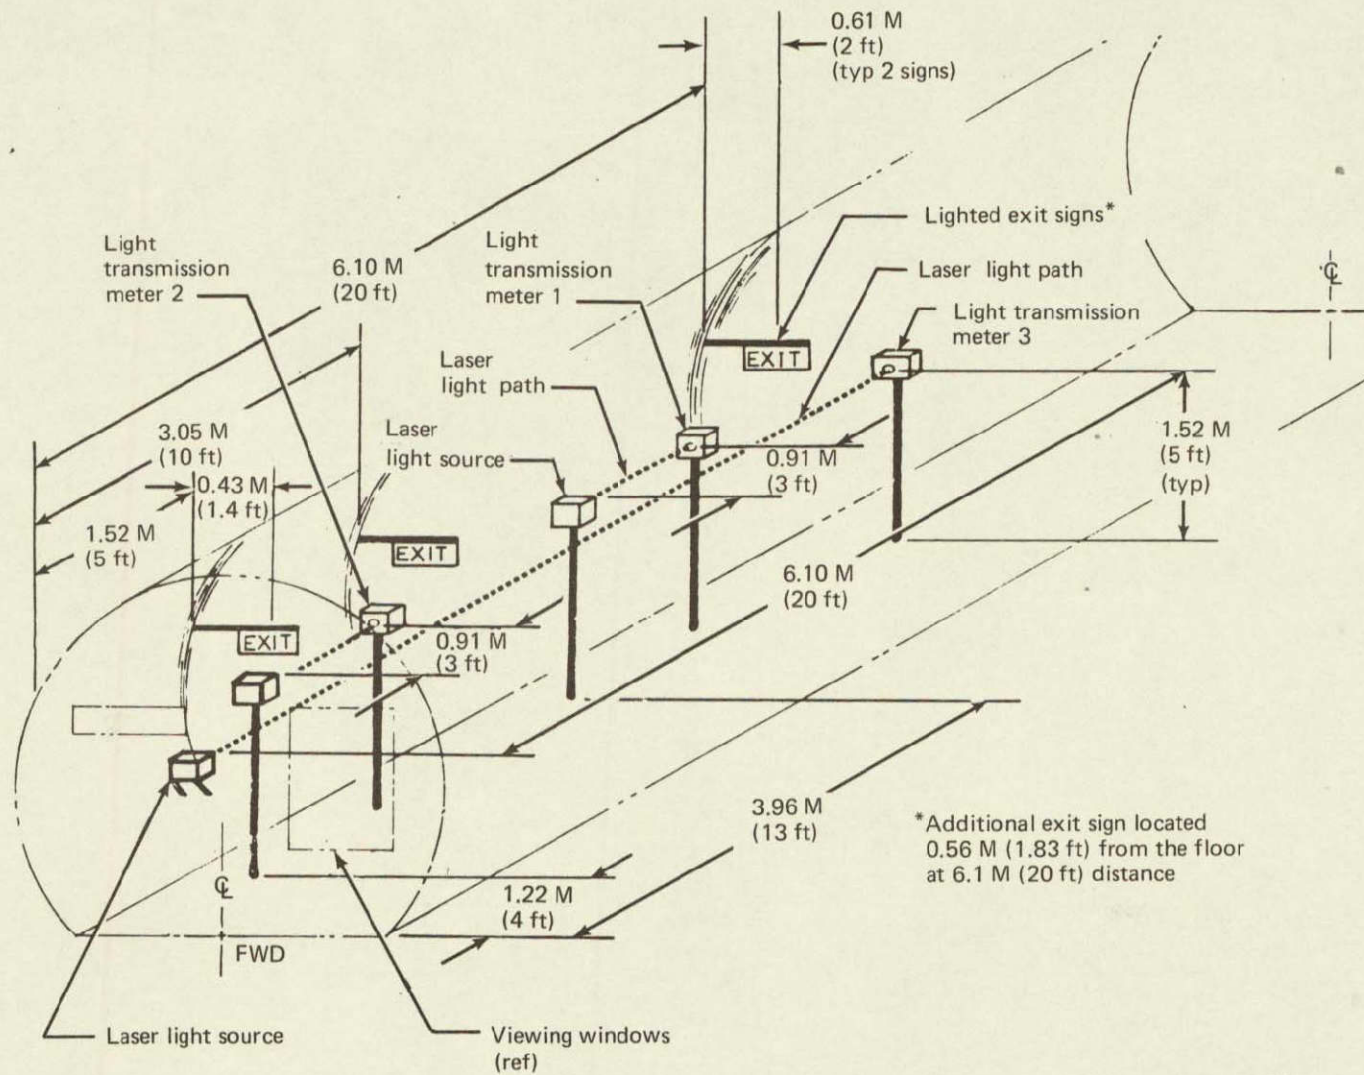 0.61 M
(2 ft)
(typ 2 signs)
Lighted exit signs*
Light
transmission
meter 2
6.10 M
(20 ft)
Light
transmission
meter 1
Laser light path
℄
Light transmission
meter 3
EXIT
Laser
light path
3.05 M
(10 ft)
Laser
light source
0.91 M
(3 ft)
1.52 M
(5 ft)
(typ)
0.43 M
(1.4 ft)
1.52 M
(5 ft)
EXIT
6.10 M
(20 ft)
EXIT
0.91 M
(3 ft)
3.96 M
(13 ft)
*Additional exit sign located
0.56 M (1.83 ft) from the floor
at 6.1 M (20 ft) distance
℄
1.22 M
(4 ft)
FWD
Laser light source
Viewing windows
(ref)